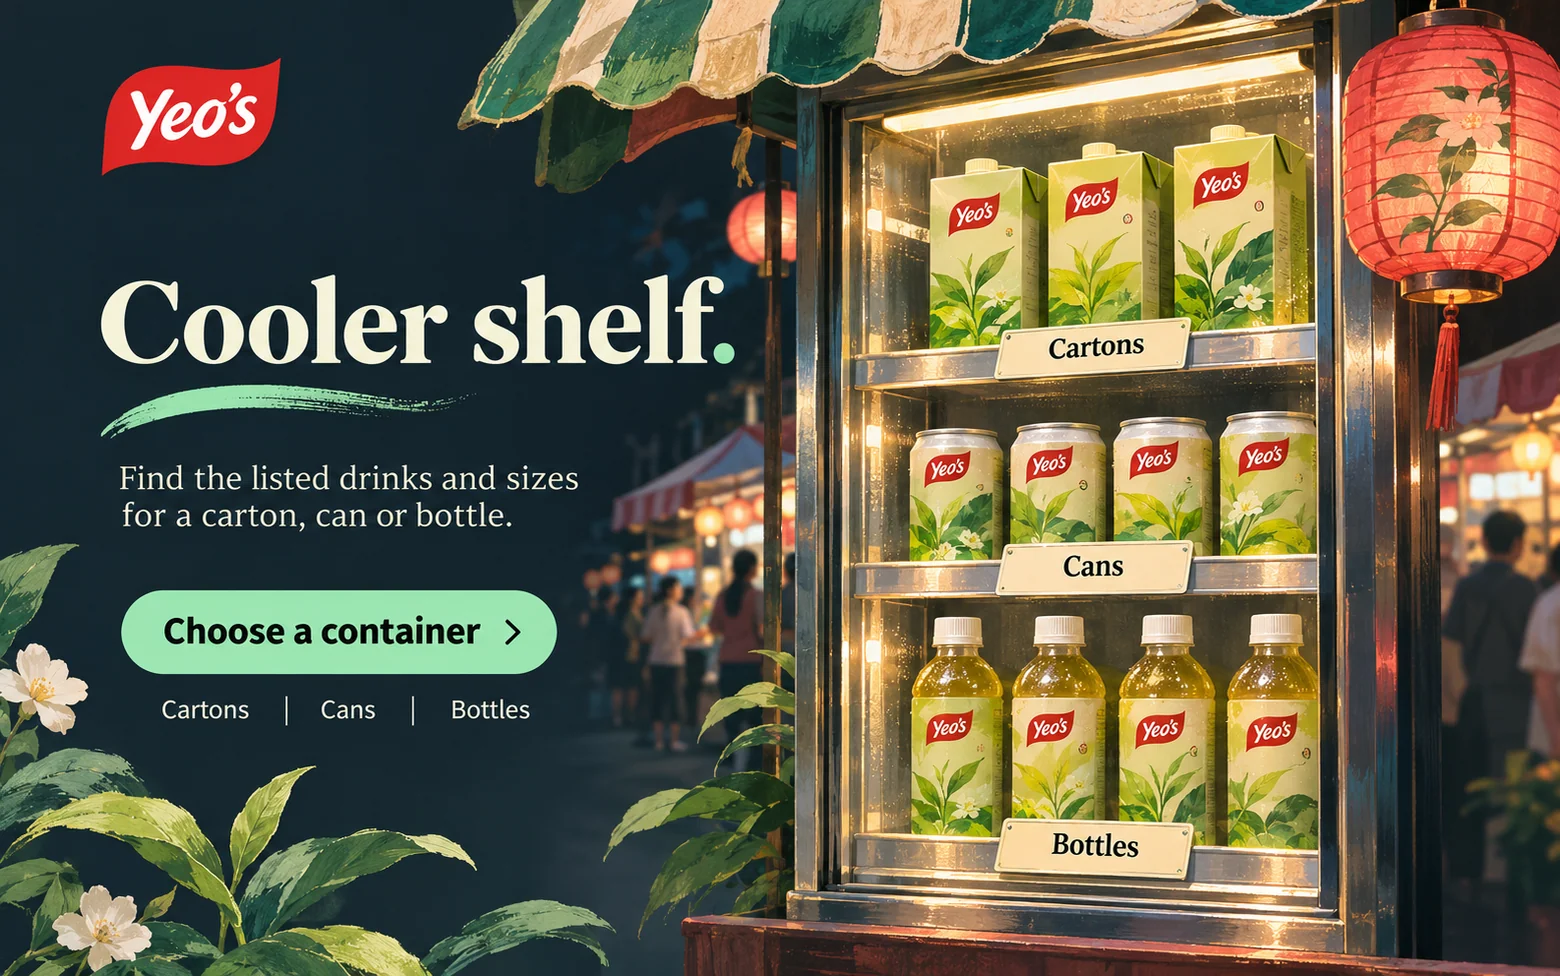 Yeo's
Cooler shelf.
Find the listed drinks and sizes
for a carton, can or bottle.
Choose a container
Cartons | Cans | Bottles
Yeo's
Yeo's
Yeo's
Cartons
Yeo's
Yeo's
Yeo's
Yeo's
Cans
Yeo's
Yeo's
Yeo's
Yeo's
Bottles